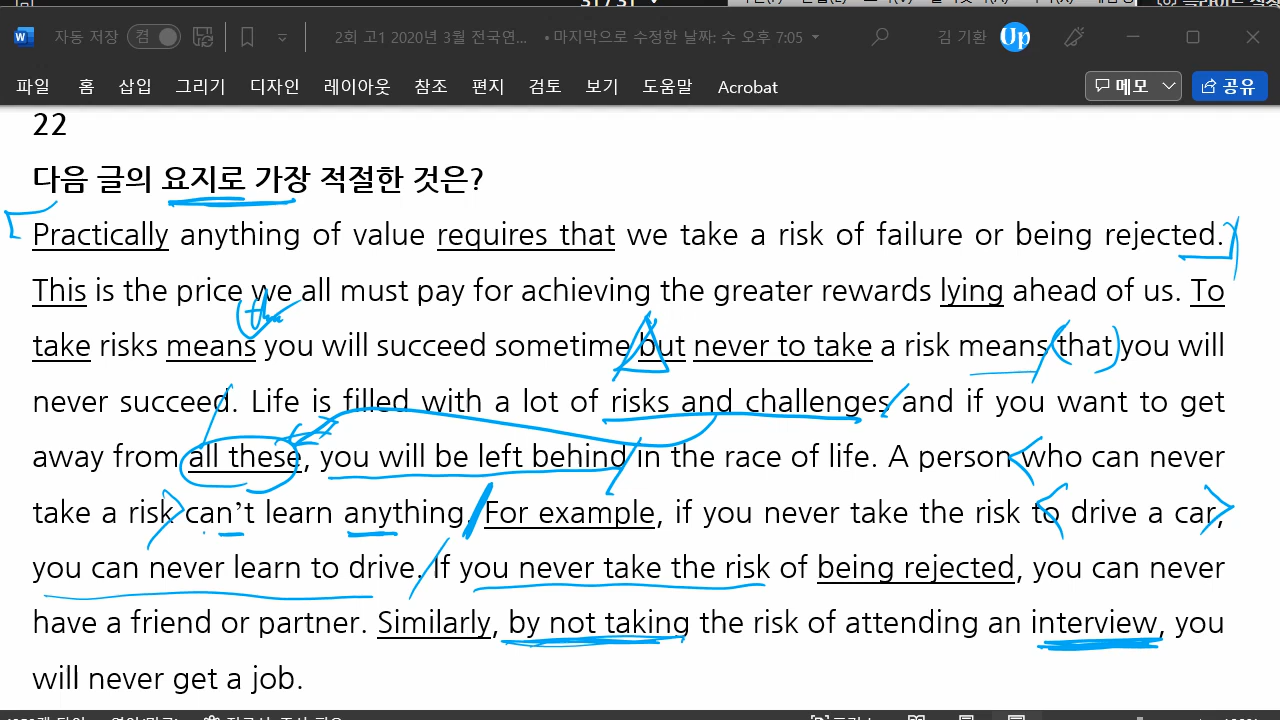 31 / 31
자동 저장 켬 2회 고1 2020년 3월 전국연... • 마지막으로 수정한 날짜: 수 오후 7:05 김 기환 Up
파일 홈 삽입 그리기 디자인 레이아웃 참조 편지 검토 보기 도움말 Acrobat 메모 공유
22
다음 글의 요지로 가장 적절한 것은?
Practically anything of value requires that we take a risk of failure or being rejected.
This is the price we all must pay for achieving the greater rewards lying ahead of us. To
take risks means you will succeed sometime but never to take a risk means that you will
never succeed. Life is filled with a lot of risks and challenges and if you want to get
away from all these, you will be left behind in the race of life. A person who can never
take a risk can't learn anything. For example, if you never take the risk to drive a car,
you can never learn to drive. If you never take the risk of being rejected, you can never
have a friend or partner. Similarly, by not taking the risk of attending an interview, you
will never get a job.